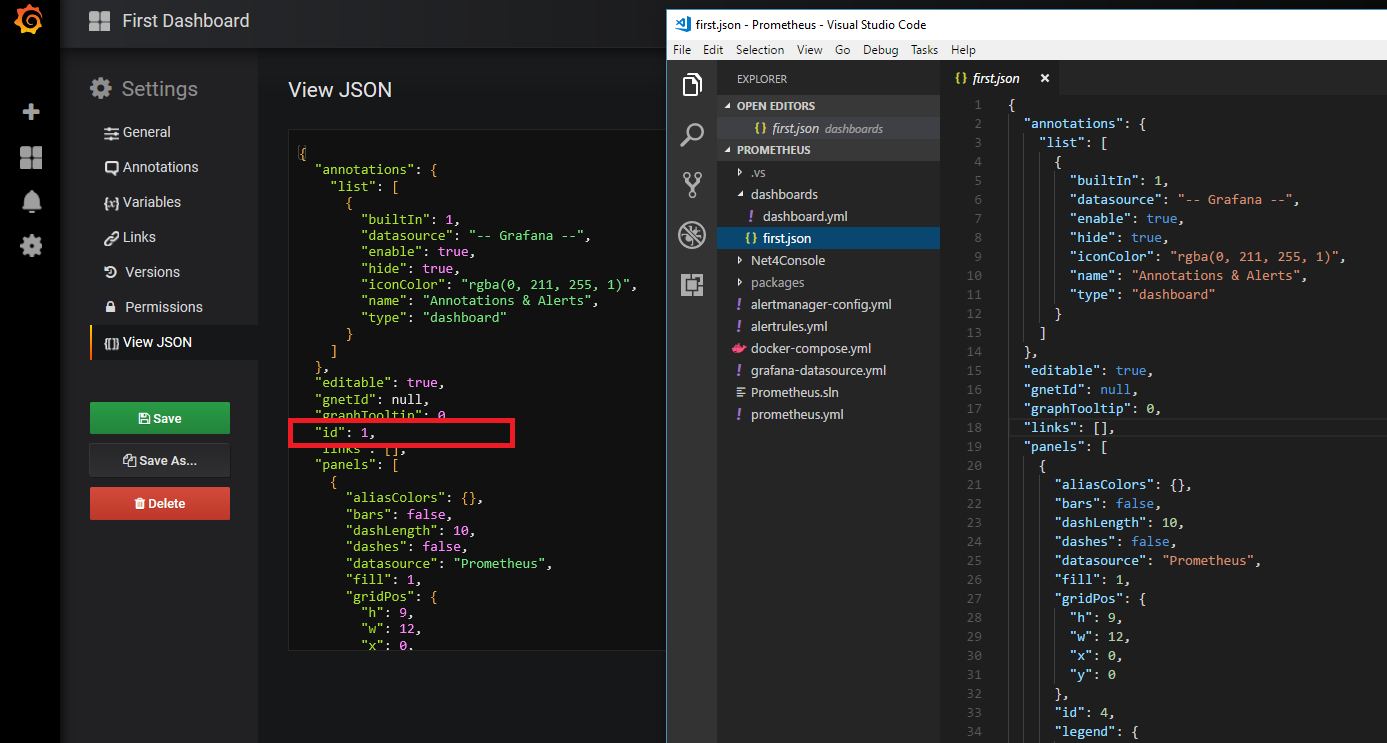 First Dashboard
Settings
General
Annotations
Variables
Links
Versions
Permissions
View JSON
Save
Save As...
Delete
View JSON
{
"annotations": {
"list": [
{
"builtIn": 1,
"datasource": "-- Grafana --",
"enable": true,
"hide": true,
"iconColor": "rgba(0, 211, 255, 1)",
"name": "Annotations & Alerts",
"type": "dashboard"
}
]
},
"editable": true,
"gnetId": null,
"graphTooltip": 0,
"id": 1,
"links": [],
"panels": [
{
"aliasColors": {},
"bars": false,
"dashLength": 10,
"dashes": false,
"datasource": "Prometheus",
"fill": 1,
"gridPos": {
"h": 9,
"w": 12,
"x": 0,
first.json - Prometheus - Visual Studio Code
File Edit Selection View Go Debug Tasks Help
EXPLORER
OPEN EDITORS
{} first.json dashboards
PROMETHEUS
.vs
dashboards
! dashboard.yml
{} first.json
Net4Console
packages
! alertmanager-config.yml
! alertrules.yml
docker-compose.yml
! grafana-datasource.yml
Prometheus.sln
! prometheus.yml
{} first.json ×
1 {
2 "annotations": {
3 "list": [
4 {
5 "builtIn": 1,
6 "datasource": "-- Grafana --",
7 "enable": true,
8 "hide": true,
9 "iconColor": "rgba(0, 211, 255, 1)",
10 "name": "Annotations & Alerts",
11 "type": "dashboard"
12 }
13 ]
14 },
15 "editable": true,
16 "gnetId": null,
17 "graphTooltip": 0,
18 "links": [],
19 "panels": [
20 {
21 "aliasColors": {},
22 "bars": false,
23 "dashLength": 10,
24 "dashes": false,
25 "datasource": "Prometheus",
26 "fill": 1,
27 "gridPos": {
28 "h": 9,
29 "w": 12,
30 "x": 0,
31 "y": 0
32 },
33 "id": 4,
34 "legend": {